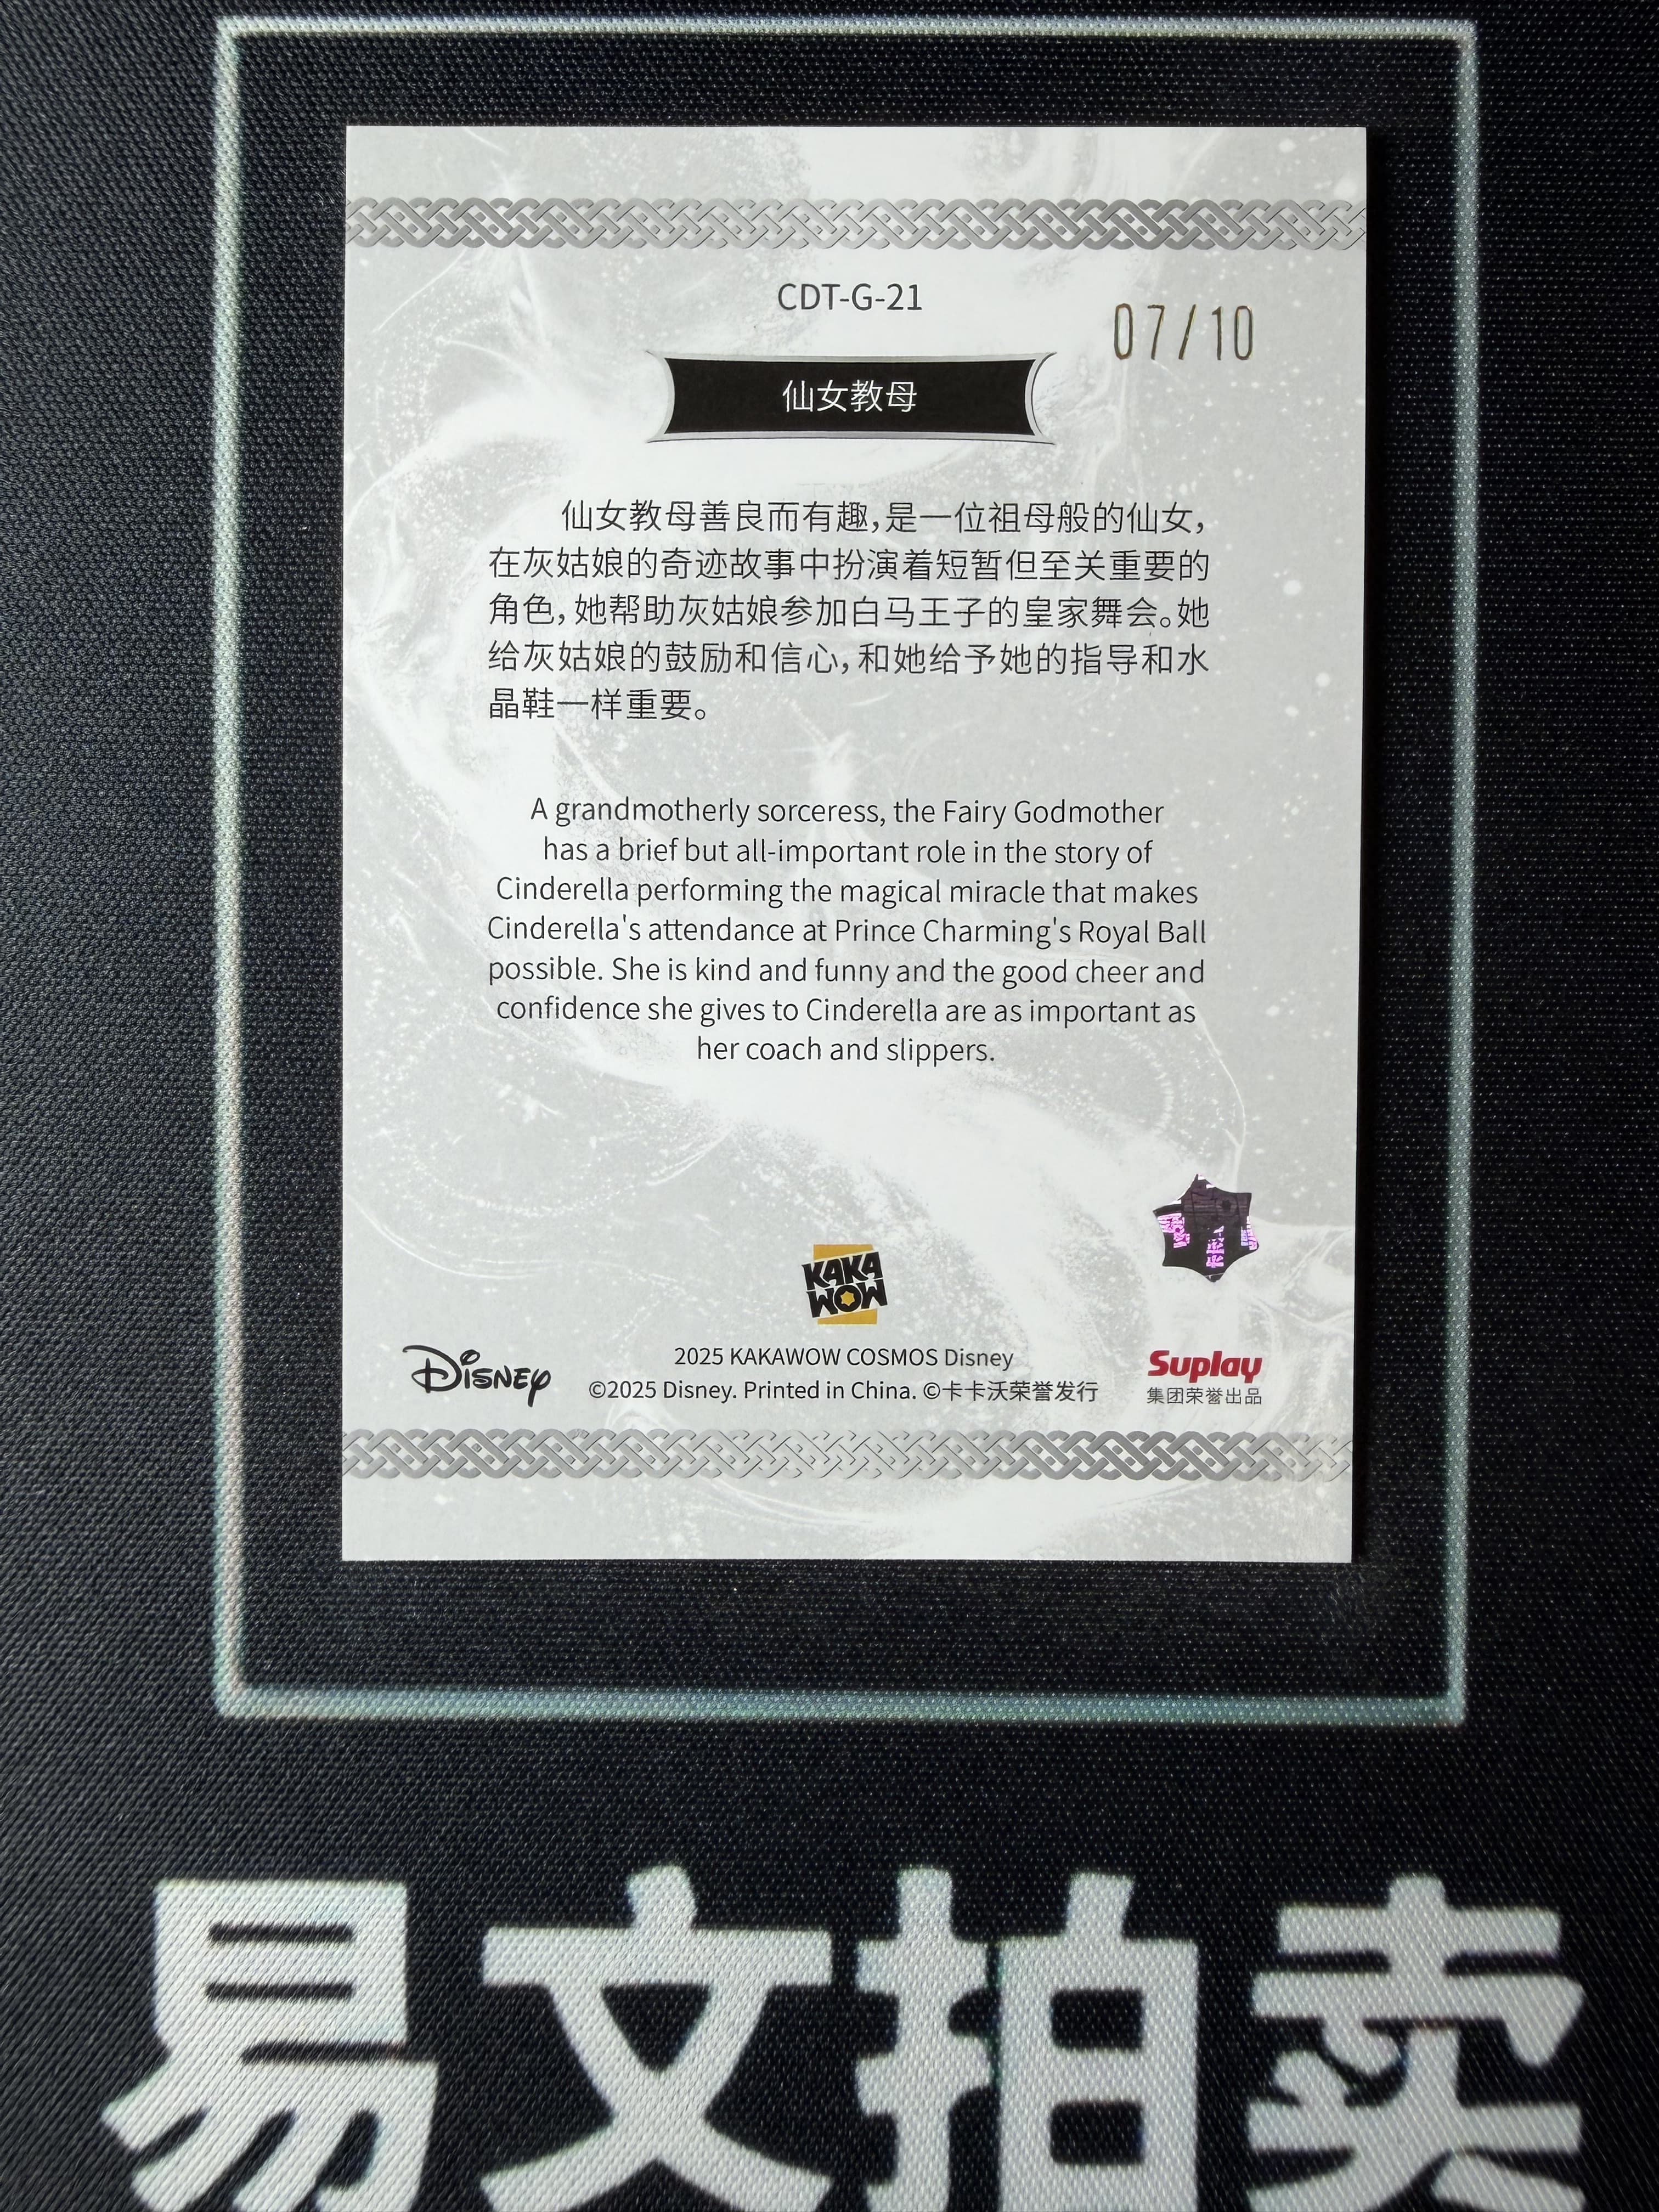 CDT-G-21
07/10
仙女教母
仙女教母善良而有趣,是一位祖母般的仙女,
在灰姑娘的奇迹故事中扮演着短暂但至关重要的
角色,她帮助灰姑娘参加白马王子的皇家舞会。她
给灰姑娘的鼓励和信心,和她给予她的指导和水
晶鞋一样重要。
A grandmotherly sorceress, the Fairy Godmother
has a brief but all-important role in the story of
Cinderella performing the magical miracle that makes
Cinderella's attendance at Prince Charming's Royal Ball
possible. She is kind and funny and the good cheer and
confidence she gives to Cinderella are as important as
her coach and slippers.
KAKA
WOW
Disney
2025 KAKAWOW COSMOS Disney
©2025 Disney. Printed in China. ©卡卡沃荣誉发行
Suplay
集团荣誉出品
易文拍卖